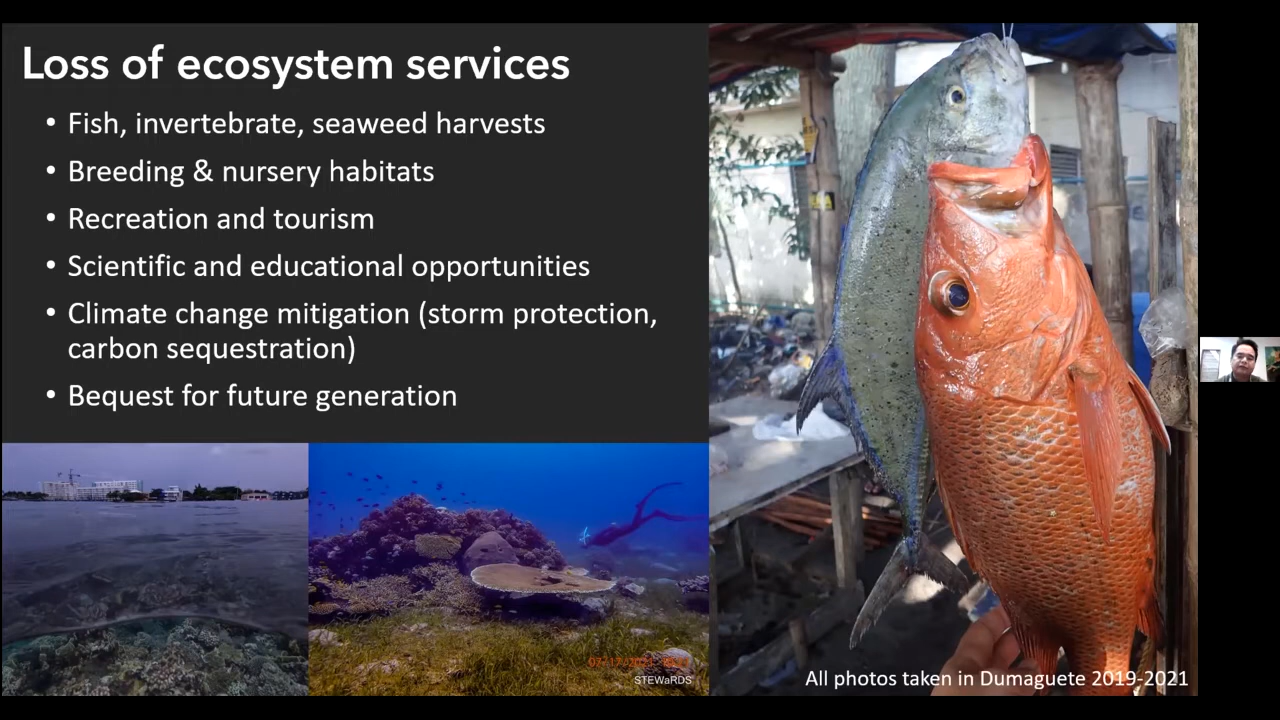 Loss of ecosystem services
• Fish, invertebrate, seaweed harvests
• Breeding & nursery habitats
• Recreation and tourism
• Scientific and educational opportunities
• Climate change mitigation (storm protection,
carbon sequestration)
• Bequest for future generation
STEWaRDS
All photos taken in Dumaguete 2019-2021